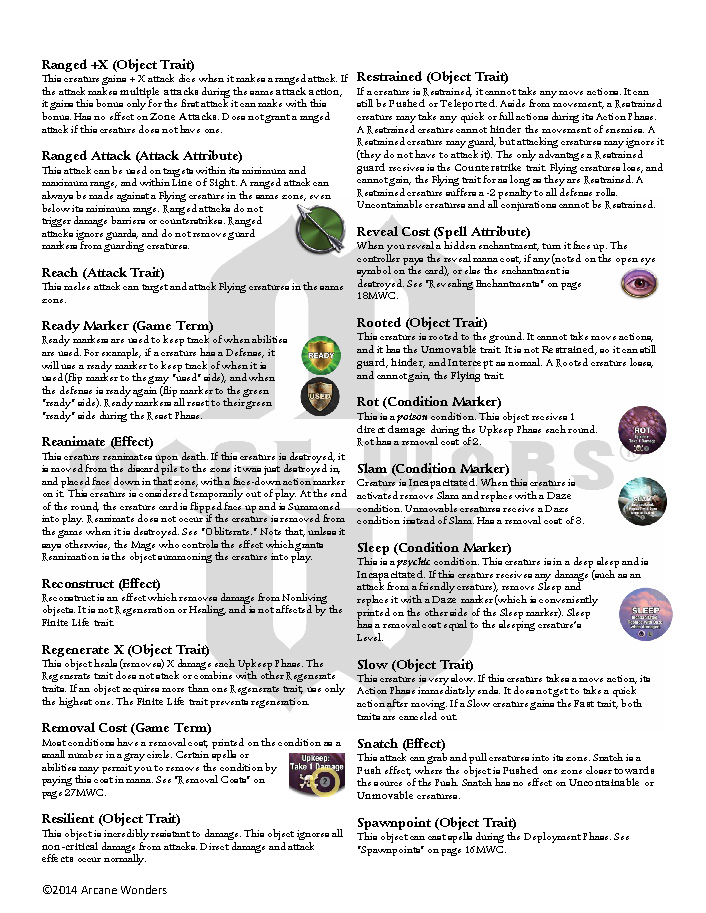 Ranged +X (Object Trait)
This creature gains + X attack dice when it makes a ranged attack. If
the attack makes multiple attacks during the same attack action,
it gains this bonus only for the first attack it can make with this
bonus. Has no effect on Zone Attacks. Does not grant a ranged
attack if this creature does not have one.
Ranged Attack (Attack Attribute)
This attack can be used on targets within its minimum and
maximum range, and within Line of Sight. A ranged attack can
always be made against a Flying creature in the same zone, even
below its minimum range. Ranged attacks do not
trigger damage barriers or counterstrikes. Ranged
attacks ignore guards, and do not remove guard
markers from guarding creatures.
Reach (Attack Trait)
This melee attack can target and attack Flying creatures in the same
zone.
Ready Marker (Game Term)
Ready markers are used to keep track of when abilities
are used. For example, if a creature has a Defense, it
will use a ready marker to keep track of when it is
used (flip marker to the gray "used" side), and when
the defense is ready again (flip marker to the green
"ready" side). Ready markers all reset to their green
"ready" side during the Reset Phase.
READY
USED
Reanimate (Effect)
This creature reanimates upon death. If this creature is destroyed, it
is moved from the discard pile to the zone it was just destroyed in,
and placed face down in that zone, with a face-down action marker
on it. This creature is considered temporarily out of play. At the end
of the round, the creature card is flipped face up and is Summoned
into play. Reanimate does not occur if the creature is removed from
the game when it is destroyed. See "Obliterate." Note that, unless it
says otherwise, the Mage who controls the effect which grants
Reanimation is the object summoning the creature into play.
Reconstruct (Effect)
Reconstruct is an effect which removes damage from Nonliving
objects. It is not Regeneration or Healing, and is not affected by the
Finite Life trait.
Regenerate X (Object Trait)
This object heals (removes) X damage each Upkeep Phase. The
Regenerate trait does not stack or combine with other Regenerate
traits. If an object acquires more than one Regenerate trait, use only
the highest one. The Finite Life trait prevents regeneration.
Removal Cost (Game Term)
Most conditions have a removal cost, printed on the condition as a
small number in a gray circle. Certain spells or
abilities may permit you to remove the condition by
paying this cost in mana. See "Removal Costs" on
page 27MWC.
Upkeep:
Take 1 Damage
2
Resilient (Object Trait)
This object is incredibly resistant to damage. This object ignores all
non-critical damage from attacks. Direct damage and attack
effects occur normally.
Restrained (Object Trait)
If a creature is Restrained, it cannot take any move actions. It can
still be Pushed or Teleported. Aside from movement, a Restrained
creature may take any quick or full actions during its Action Phase.
A Restrained creature cannot hinder the movement of enemies. A
Restrained creature may guard, but attacking creatures may ignore it
(they do not have to attack it). The only advantage a Restrained
guard receives is the Counterstrike trait. Flying creatures lose, and
cannot gain, the Flying trait for as long as they are Restrained. A
Restrained creature suffers a -2 penalty to all defense rolls.
Uncontainable creatures and all conjurations cannot be Restrained.
Reveal Cost (Spell Attribute)
When you reveal a hidden enchantment, turn it face up. The
controller pays the reveal mana cost, if any (noted on the open eye
symbol on the card), or else the enchantment is
destroyed. See "Revealing Enchantments" on page
18MWC.
Rooted (Object Trait)
This creature is rooted to the ground. It cannot take move actions,
and it has the Unmovable trait. It is not Restrained, so it can still
guard, hinder, and Intercept as normal. A Rooted creature loses,
and cannot gain, the Flying trait.
Rot (Condition Marker)
This is a poison condition. This object receives 1
direct damage during the Upkeep Phase each round.
Rot has a removal cost of 2.
ROT
Slam (Condition Marker)
Creature is Incapacitated. When this creature is
activated remove Slam and replace with a Daze
condition. Unmovable creatures receive a Daze
condition instead of Slam. Has a removal cost of 3.
SLAM
Sleep (Condition Marker)
This is a psychic condition. This creature is in a deep sleep and is
Incapacitated. If this creature receives any damage (such as an
attack from a friendly creature), remove Sleep and
replace it with a Daze marker (which is conveniently
printed on the other side of the Sleep marker). Sleep
has a removal cost equal to the sleeping creature's
Level.
SLEEP
Slow (Object Trait)
This creature is very slow. If this creature takes a move action, its
Action Phase immediately ends. It does not get to take a quick
action after moving. If a Slow creature gains the Fast trait, both
traits are canceled out.
Snatch (Effect)
This attack can grab and pull creatures into its zone. Snatch is a
Push effect, where the object is Pushed one zone closer towards
the source of the Push. Snatch has no effect on Uncontainable or
Unmovable creatures.
Spawnpoint (Object Trait)
This object can cast spells during the Deployment Phase. See
"Spawnpoints" on page 16MWC.
©2014 Arcane Wonders